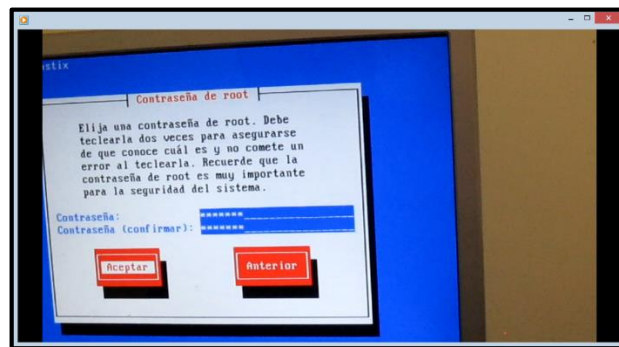 astix
Contraseña de root
Elija una contraseña de root. Debe
teclearla dos veces para asegurarse
de que conoce cuál es y no comete un
error al teclearla. Recuerde que la
contraseña de root es muy importante
para la seguridad del sistema.
Contraseña: *******
Contraseña (confirmar): *******
Aceptar
Anterior